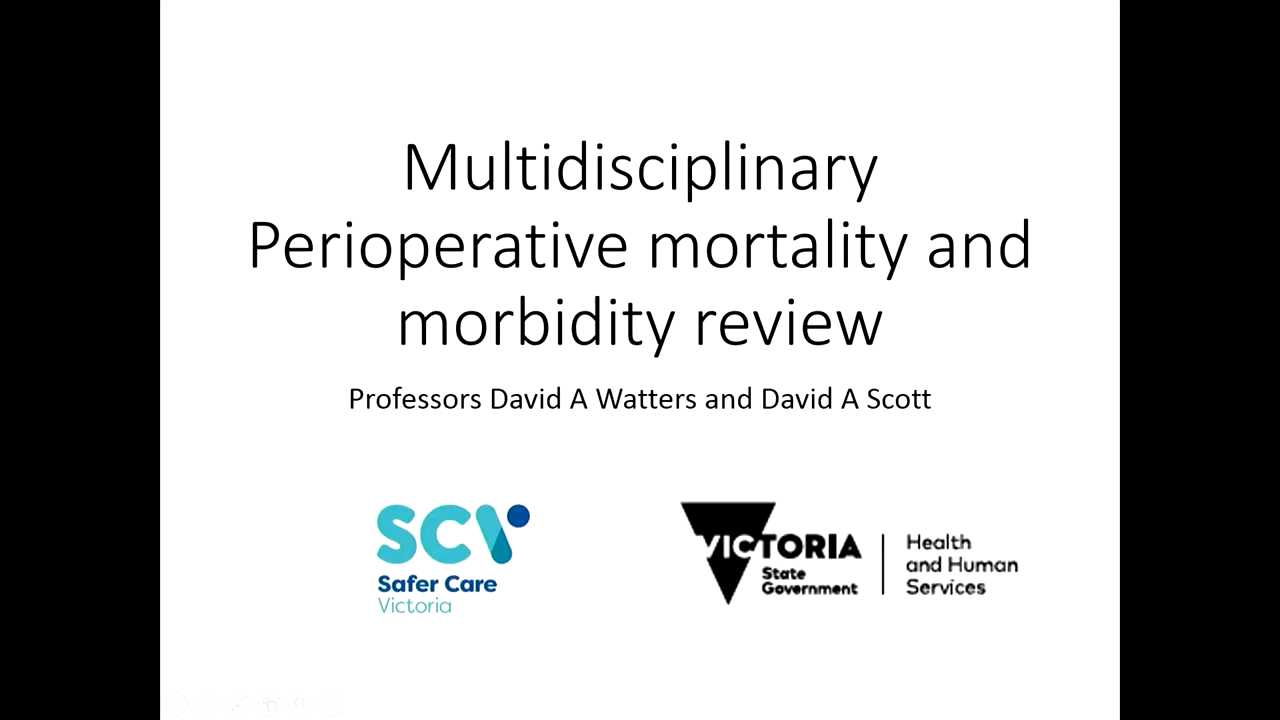 Multidisciplinary
Perioperative mortality and
morbidity review
Professors David A Watters and David A Scott
SCV
Safer Care
Victoria
VICTORIA
State
Government
Health
and Human
Services